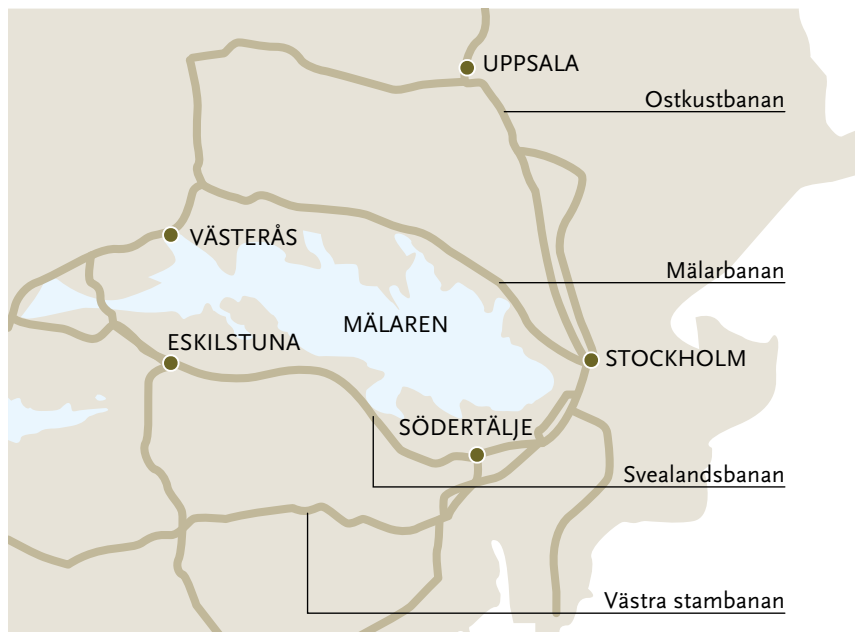 UPPSALA
Ostkustbanan
VÄSTERÅS
Mälarbanan
MÄLAREN
ESKILSTUNA
STOCKHOLM
SÖDERTÄLJE
Svealandsbanan
Västra stambanan